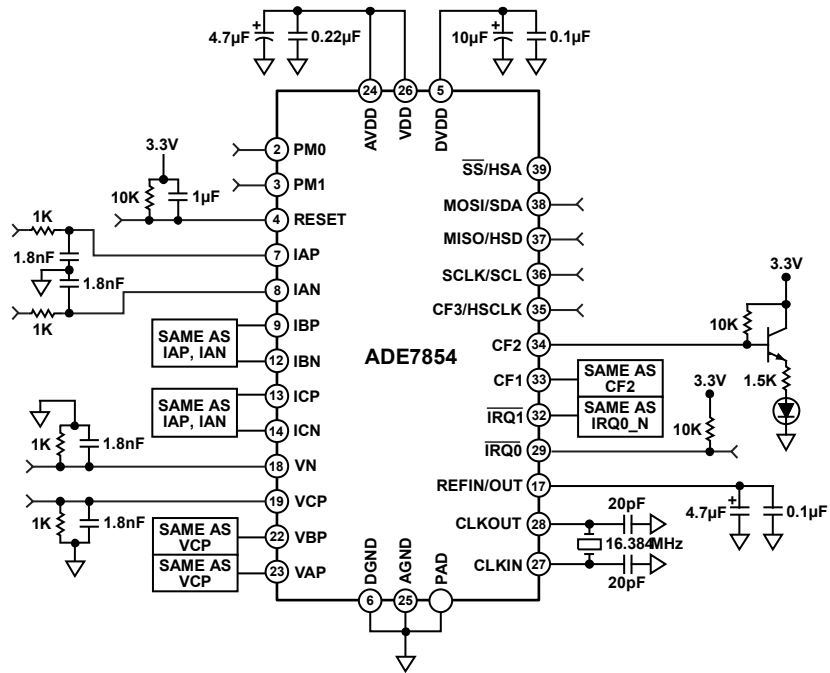 4.7µF
0.22µF
10µF
0.1µF
24
26
5
AVDD
VDD
DVDD
3.3V
10K
1µF
2 PM0
3 PM1
4 RESET
1K
1.8nF
1.8nF
1K
7 IAP
8 IAN
SAME AS
IAP, IAN
9 IBP
12 IBN
SAME AS
IAP, IAN
13 ICP
14 ICN
1K
1.8nF
18 VN
19 VCP
1K
1.8nF
SAME AS
VCP
22 VBP
SAME AS
VCP
23 VAP
ADE7854
SS/HSA 39
MOSI/SDA 38
MISO/HSD 37
SCLK/SCL 36
CF3/HSCLK 35
CF2 34
3.3V
10K
1.5K
CF1 33
SAME AS
CF2
IRQ1 32
SAME AS
IRQ0_N
3.3V
10K
IRQ0 29
REFIN/OUT 17
4.7µF
0.1µF
CLKOUT 28
20pF
16.384MHz
CLKIN 27
20pF
DGND
AGND
PAD
6
25